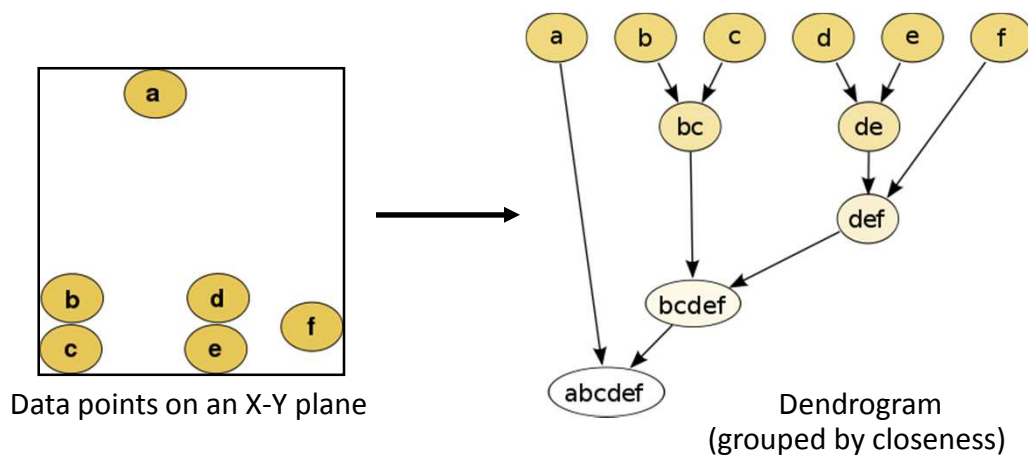 a
b
d
f
c
e
Data points on an X-Y plane
a b c d e f
bc de
def
bcdef
abcdef
Dendrogram
(grouped by closeness)